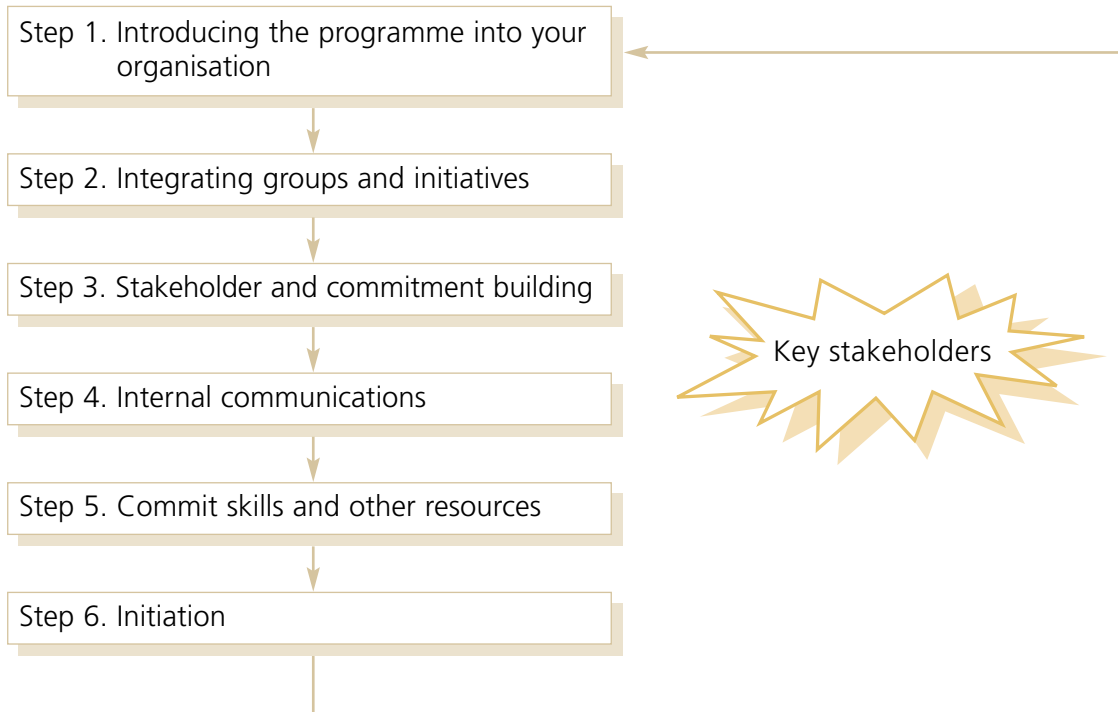 Step 1. Introducing the programme into your
organisation
Step 2. Integrating groups and initiatives
Step 3. Stakeholder and commitment building
Key stakeholders
Step 4. Internal communications
Step 5. Commit skills and other resources
Step 6. Initiation